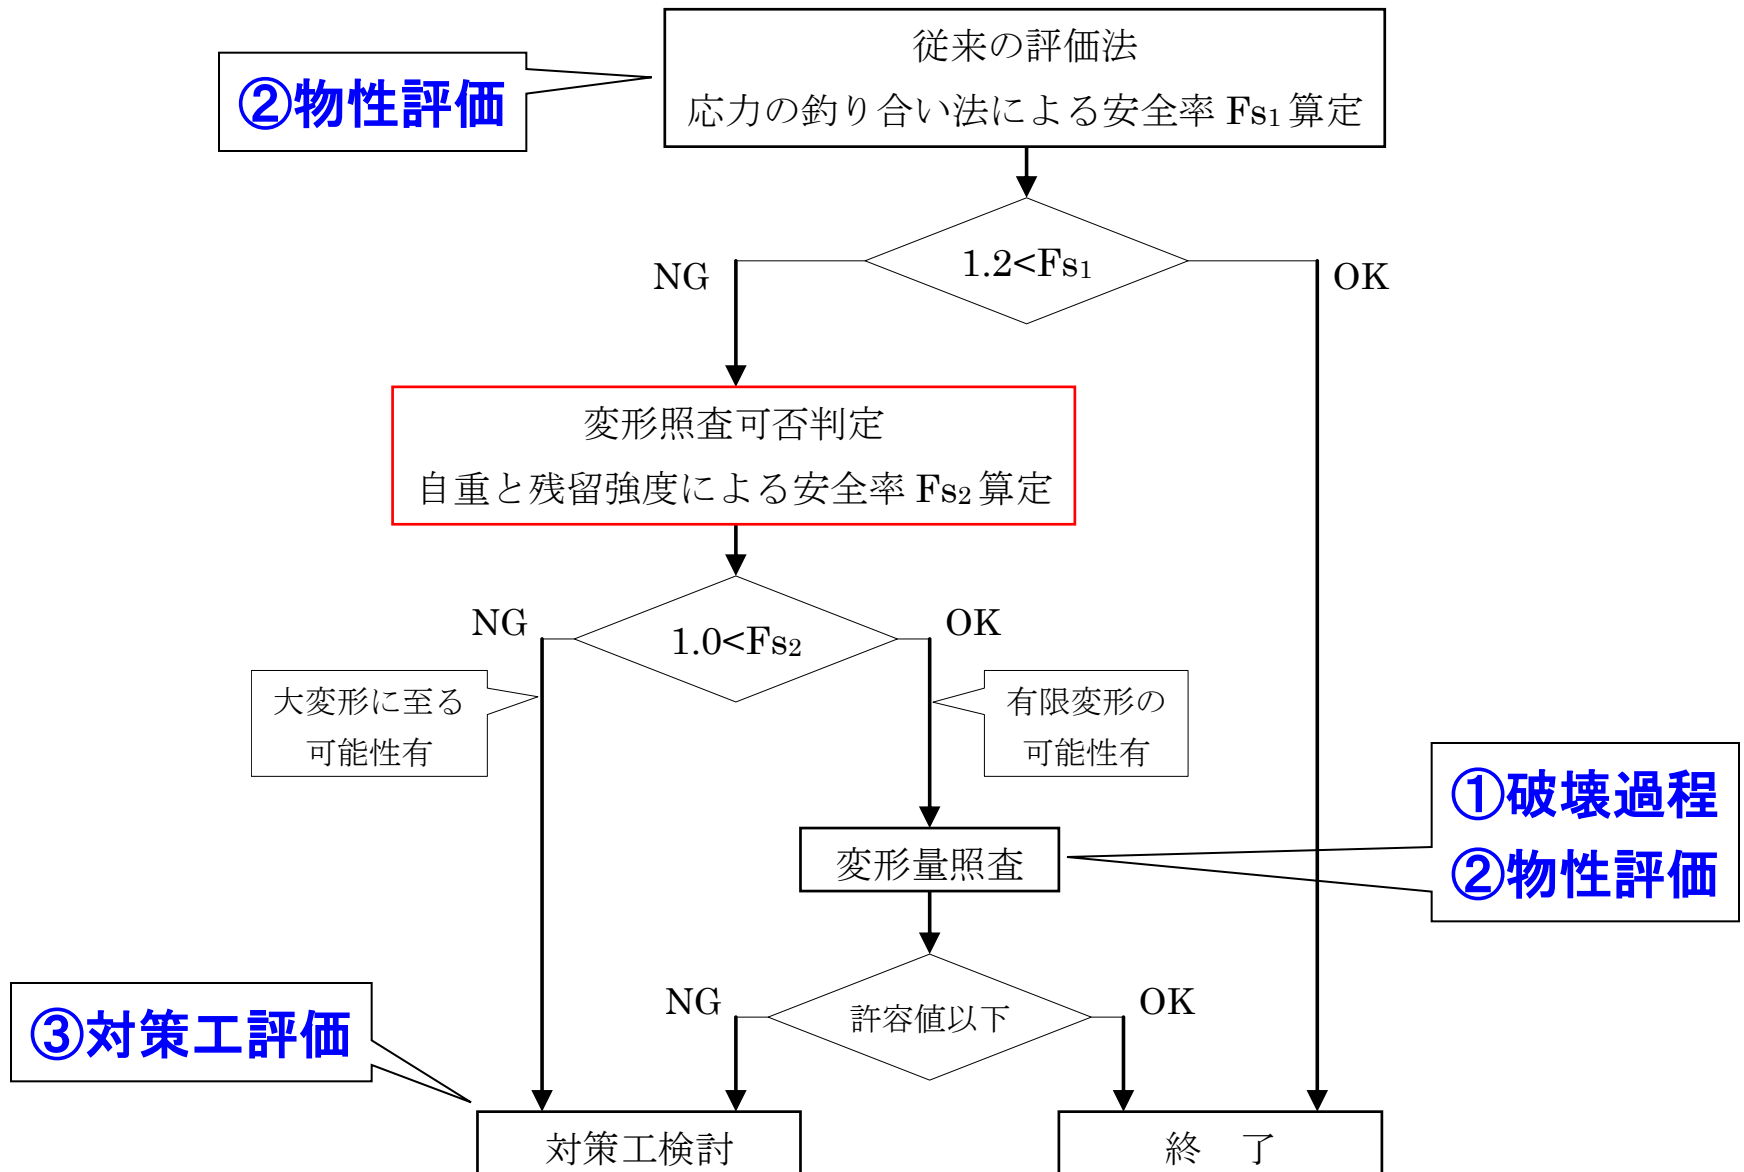 従来の評価法
応力の釣り合い法による安全率 Fs1 算定
②物性評価
1.2<Fs1
NG
OK
変形照査可否判定
自重と残留強度による安全率 Fs2 算定
NG
OK
1.0<Fs2
大変形に至る
可能性有
有限変形の
可能性有
①破壊過程
②物性評価
変形量照査
NG
OK
許容値以下
③対策工評価
対策工検討
終　了